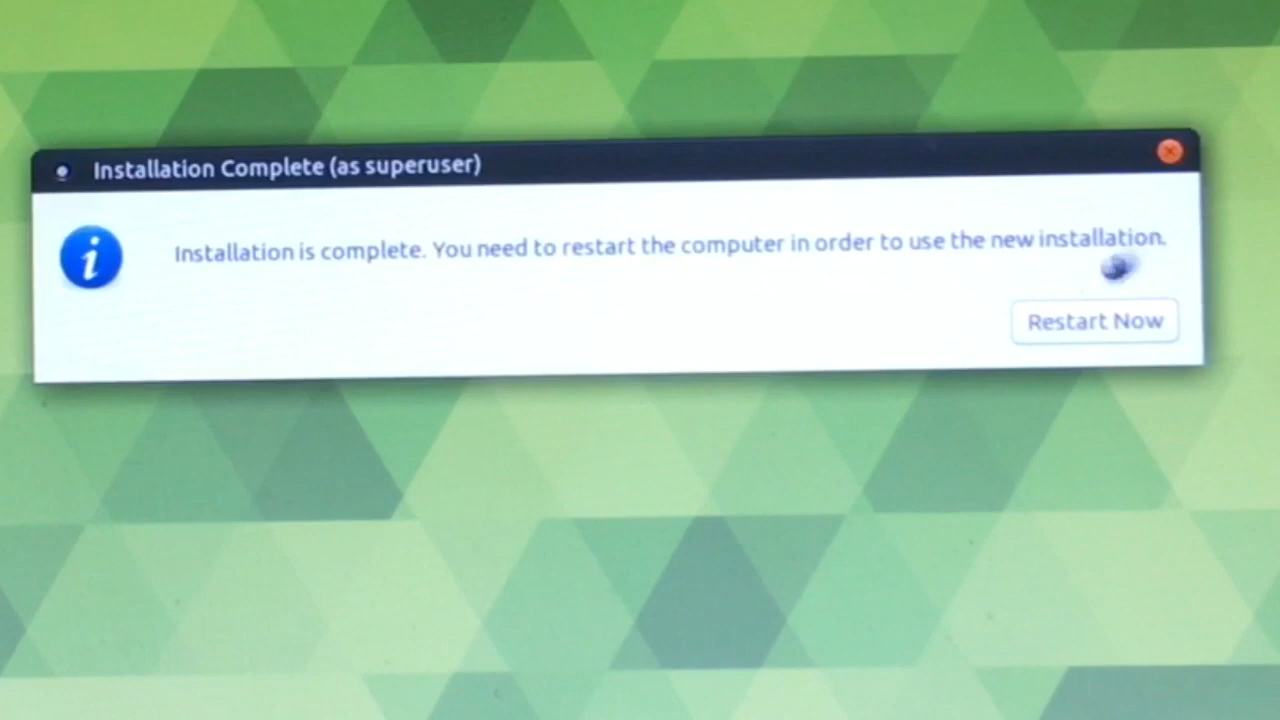 Installation Complete (as superuser)
Installation is complete. You need to restart the computer in order to use the new installation.
Restart Now